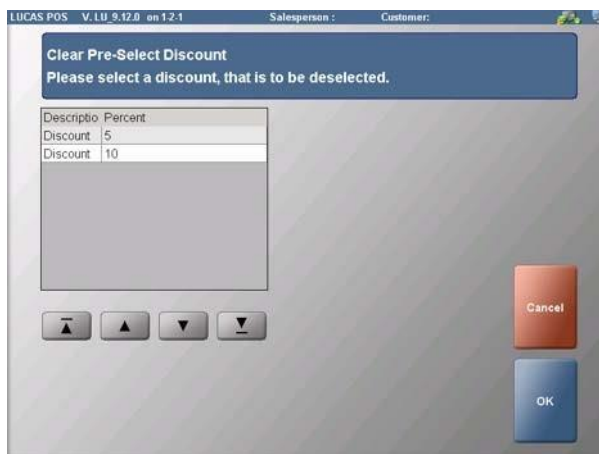 LUCAS POS V. LU_9.12.0 on 1-2-1 Salesperson : Customer:
Clear Pre-Select Discount
Please select a discount, that is to be deselected.
Descriptio Percent
Discount 5
Discount 10
Cancel
OK